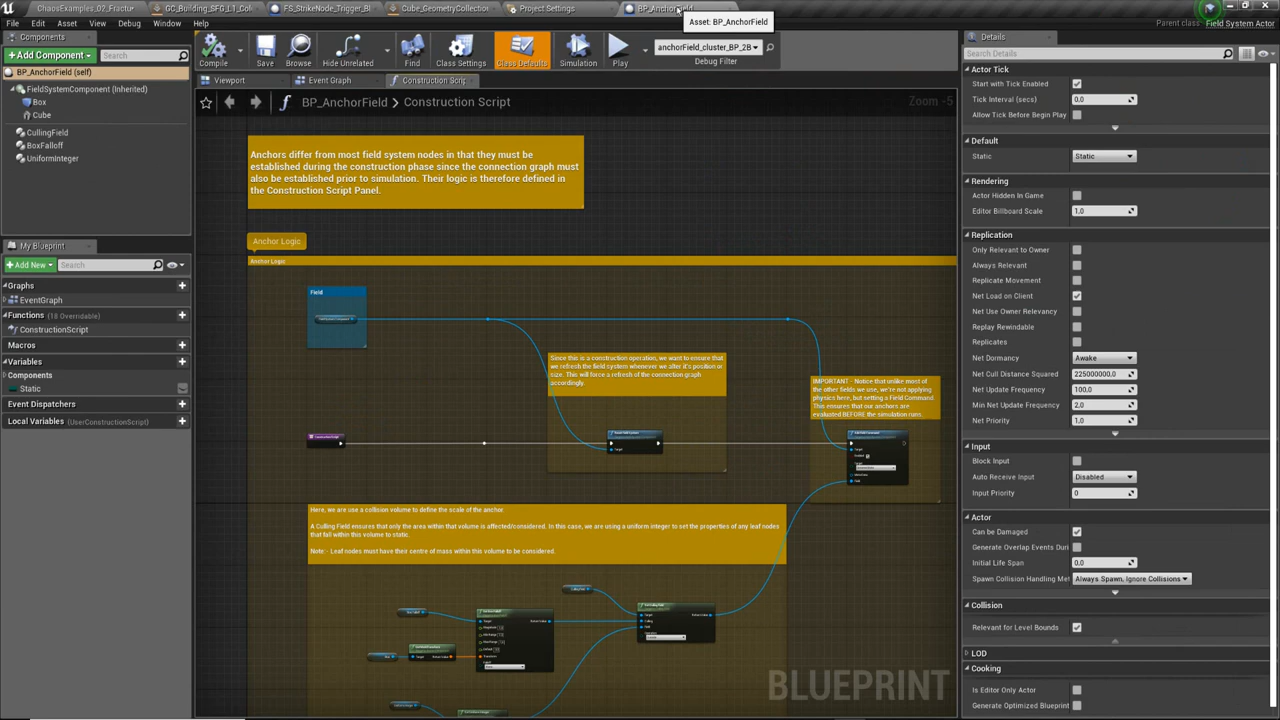 ChaosExamples_02_Fractu
GC_Building_SFG_L1_Col
FS_StrikeNode_Trigger_Bl
Cube_GeometryCollection
Project Settings
BP_AnchorField
File
Edit
Asset
View
Debug
Window
Help
Asset: BP_AnchorField
Parent class: Field System Actor
Components
Add Component
Search
BP_AnchorField (self)
FieldSystemComponent (Inherited)
Box
Cube
CullingField
BoxFalloff
UniformInteger
Compile
Save
Browse
Hide Unrelated
Find
Class Settings
Class Defaults
Simulation
Play
anchorField_cluster_BP_2B
Debug Filter
Viewport
Event Graph
Construction Scrip
BP_AnchorField
Construction Script
Zoom -5
Anchors differ from most field system nodes in that they must be
established during the construction phase since the connection graph must
also be established prior to simulation. Their logic is therefore defined in
the Construction Script Panel.
Anchor Logic
Anchor Logic
Field
Since this is a construction operation, we want to ensure that
we refresh the field system whenever we alter it's position or
size. This will force a refresh of the connection graph
accordingly.
IMPORTANT - Notice that unlike most of
the other fields we use, we're not applying
physics here, but setting a Field Command.
This ensures that our anchors are
evaluated BEFORE the simulation runs.
Here, we use a collision volume to define the scale of the anchor.
A Culling Field ensures that only the area within that volume is affected/considered. In this case, we are using a uniform integer to set the properties of any leaf nodes
that fall within this volume to static.
Note:- Leaf nodes must have their centre of mass within this volume to be considered.
BLUEPRINT
My Blueprint
Add New
Search
Graphs
EventGraph
Functions (18 Overridable)
ConstructionScript
Macros
Variables
Components
Static
Event Dispatchers
Local Variables (UserConstructionScript)
Details
Search Details
Actor Tick
Start with Tick Enabled
Tick Interval (secs) 0,0
Allow Tick Before Begin Play
Default
Static Static
Rendering
Actor Hidden In Game
Editor Billboard Scale 1,0
Replication
Only Relevant to Owner
Always Relevant
Replicate Movement
Net Load on Client
Net Use Owner Relevancy
Replay Rewindable
Replicates
Net Dormancy Awake
Net Cull Distance Squared 225000000,0
Net Update Frequency 100,0
Min Net Update Frequency 2,0
Net Priority 1,0
Input
Block Input
Auto Receive Input Disabled
Input Priority 0
Actor
Can be Damaged
Generate Overlap Events Duri
Initial Life Span 0,0
Spawn Collision Handling Met Always Spawn, Ignore Collisions
Collision
Relevant for Level Bounds
LOD
Cooking
Is Editor Only Actor
Generate Optimized Blueprint